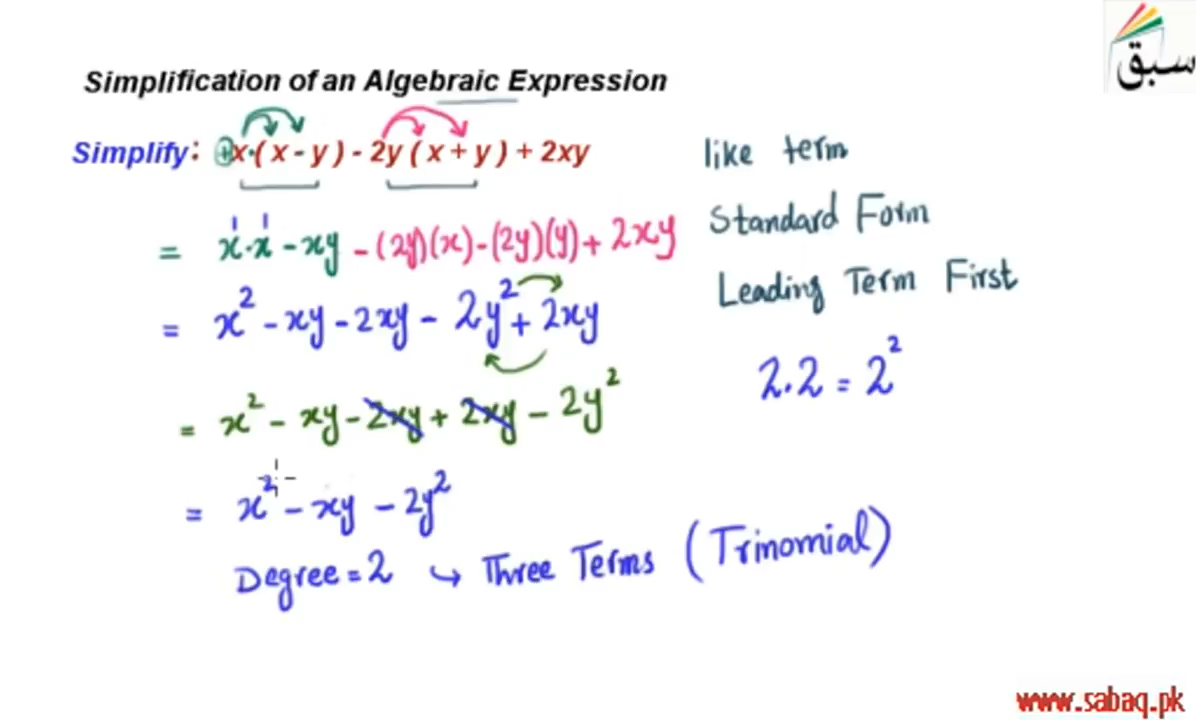 سبق
Simplification of an Algebraic Expression
Simplify: +x·( x - y ) - 2y ( x + y ) + 2xy
like term
= x¹·x¹ - xy - (2y)(x) - (2y)(y) + 2xy
Standard Form
Leading Term First
= x² - xy - 2xy - 2y² + 2xy
2.2 = 2²
= x² - xy - 2xy + 2xy - 2y²
= x² - xy - 2y²
Degree = 2 ↪ Three Terms (Trinomial)
www.sabaq.pk